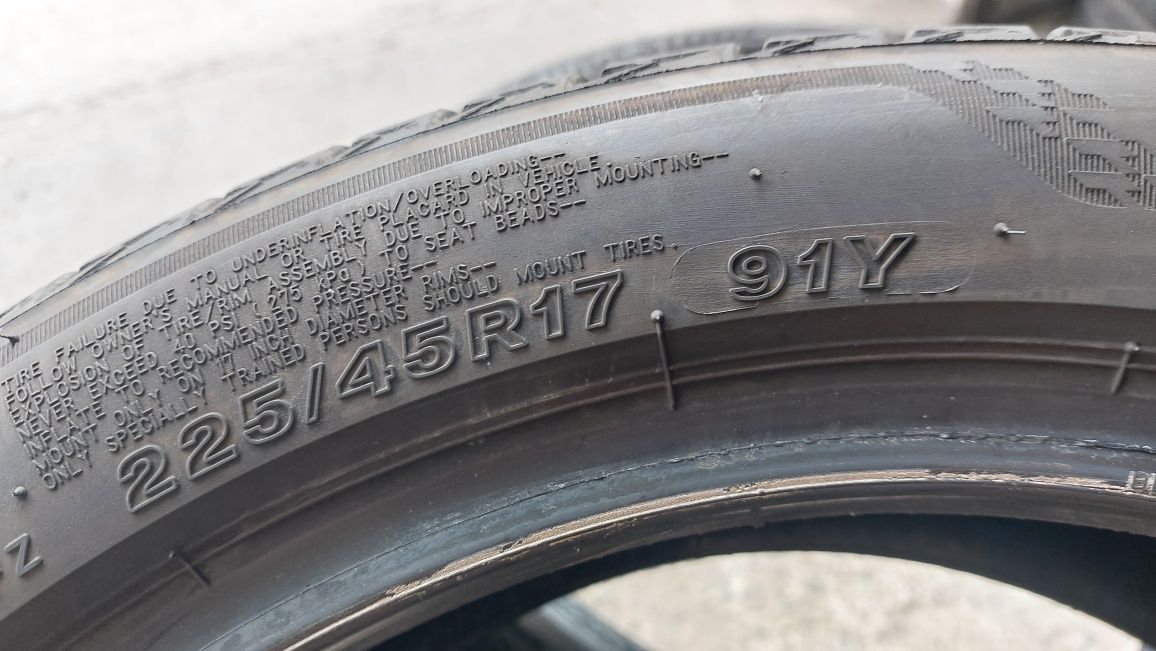 TIRE FAILURE DUE TO UNDERINFLATION/OVERLOADING--
FOLLOW OWNER'S MANUAL OR TIRE PLACARD IN VEHICLE.
EXPLOSION OF TIRE/RIM ASSEMBLY DUE TO IMPROPER MOUNTING--
NEVER EXCEED 40 PSI (275 KPA) TO SEAT BEADS--
INFLATE TO RECOMMENDED PRESSURE--
MOUNT ONLY ON 17 INCH DIAMETER RIMS--
ONLY SPECIALLY TRAINED PERSONS SHOULD MOUNT TIRES.
225/45R17 91Y
Z